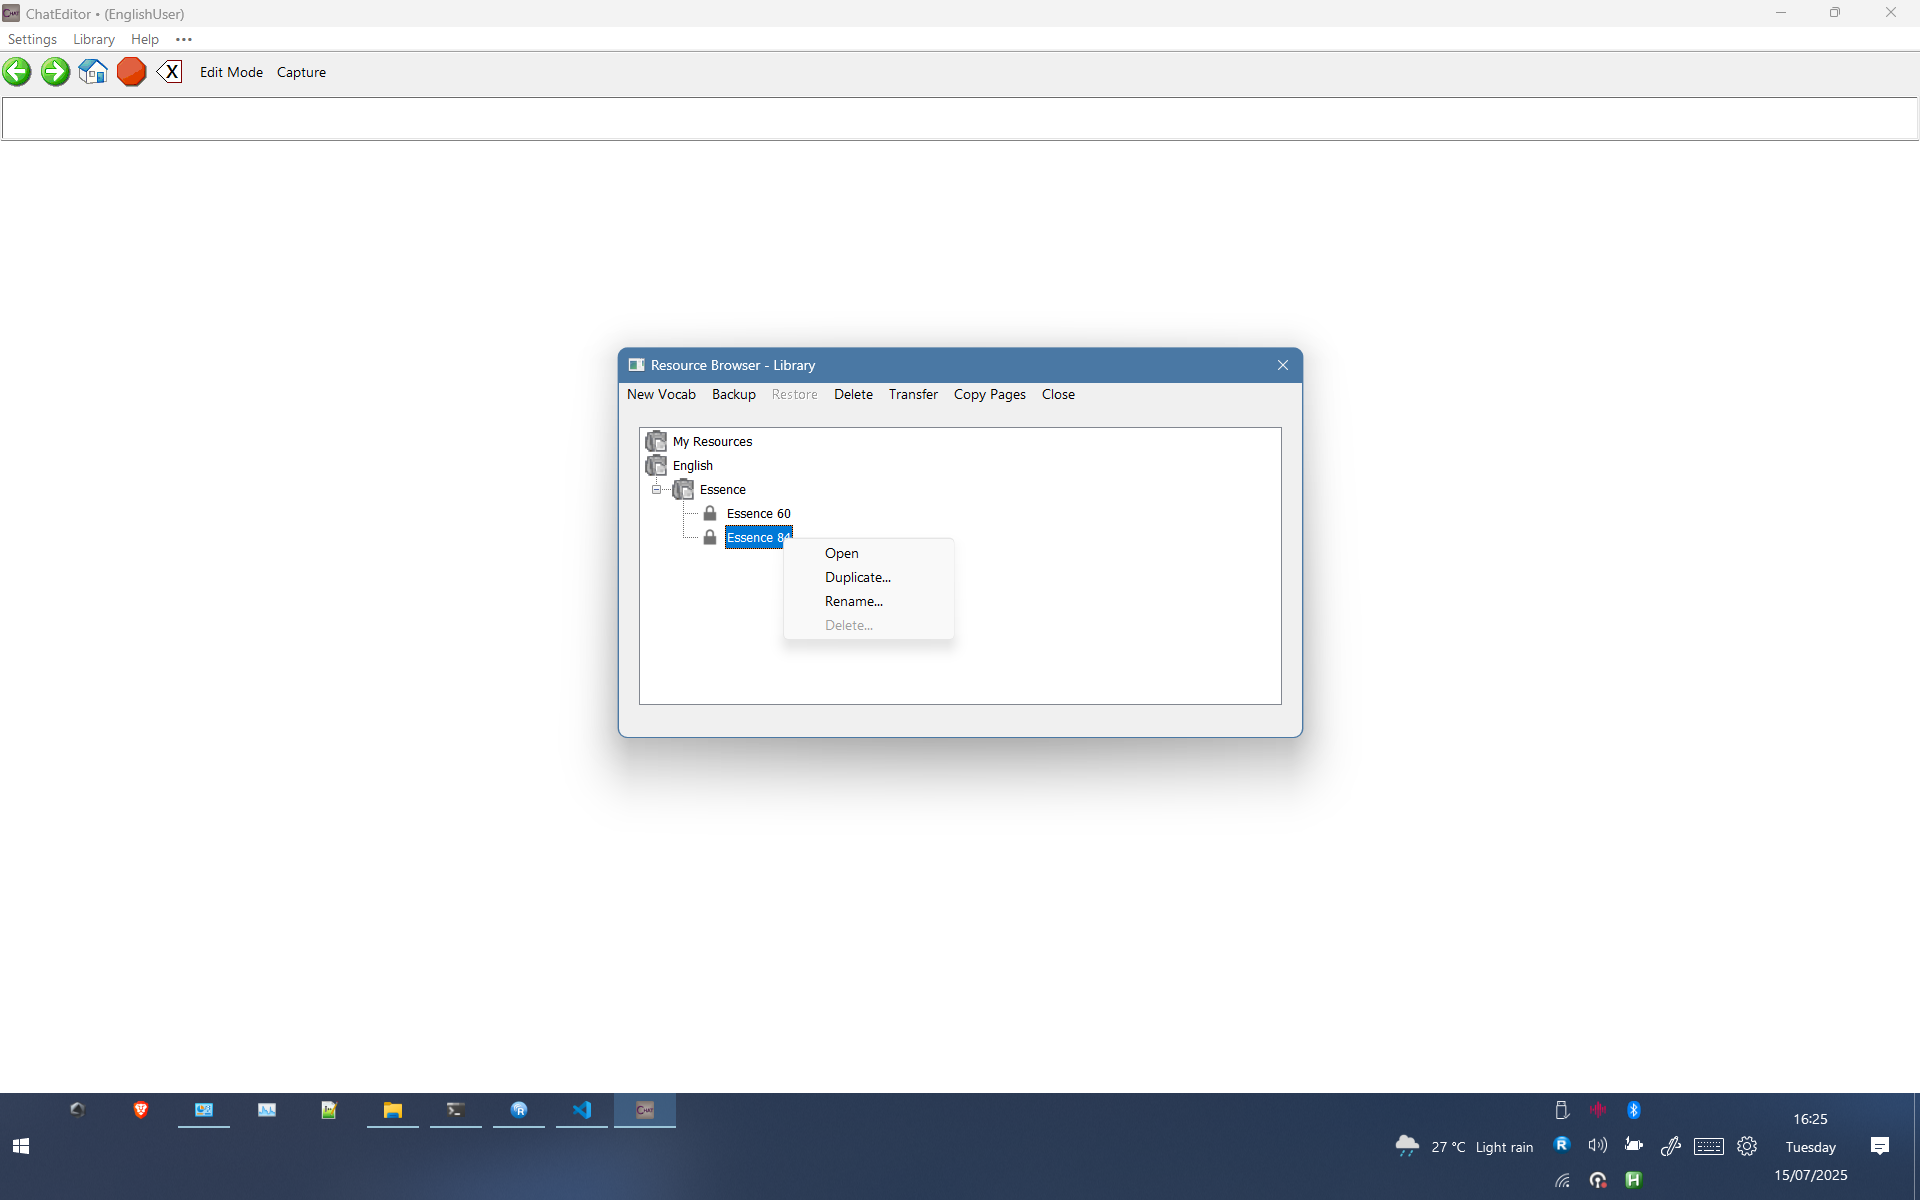 ChatEditor • (EnglishUser)
Settings Library Help •••
X Edit Mode Capture
Resource Browser - Library
New Vocab Backup Restore Delete Transfer Copy Pages Close
My Resources
English
Essence
Essence 60
Essence 84
Open
Duplicate...
Rename...
Delete...
16:25
27 °C Light rain
Tuesday
15/07/2025